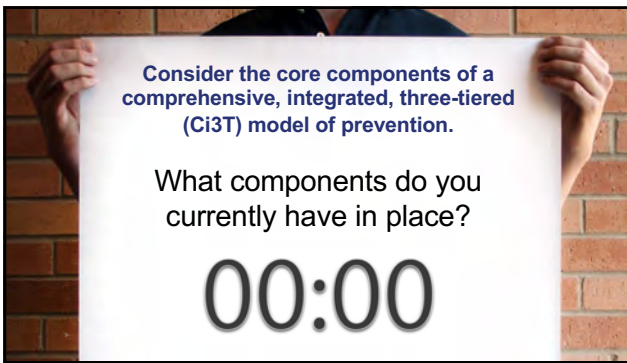 Consider the core components of a
comprehensive, integrated, three-tiered
(Ci3T) model of prevention.
What components do you
currently have in place?
00:00